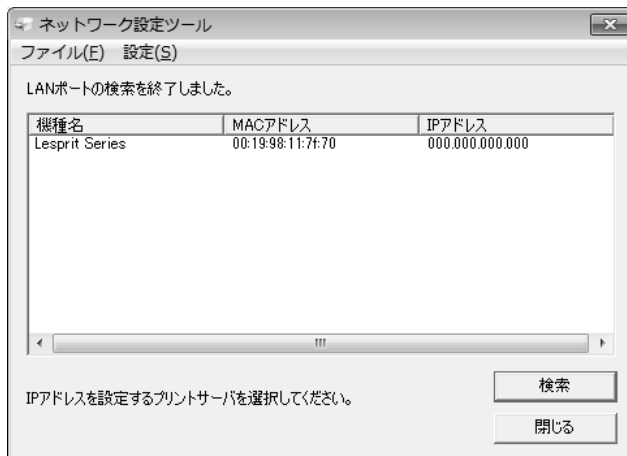 ネットワーク設定ツール
ファイル(F) 設定(S)
LANポートの検索を終了しました。
機種名 MACアドレス IPアドレス
Lesprit Series 00:19:98:11:7f:70 000.000.000.000
IPアドレスを設定するプリントサーバを選択してください。
検索
閉じる